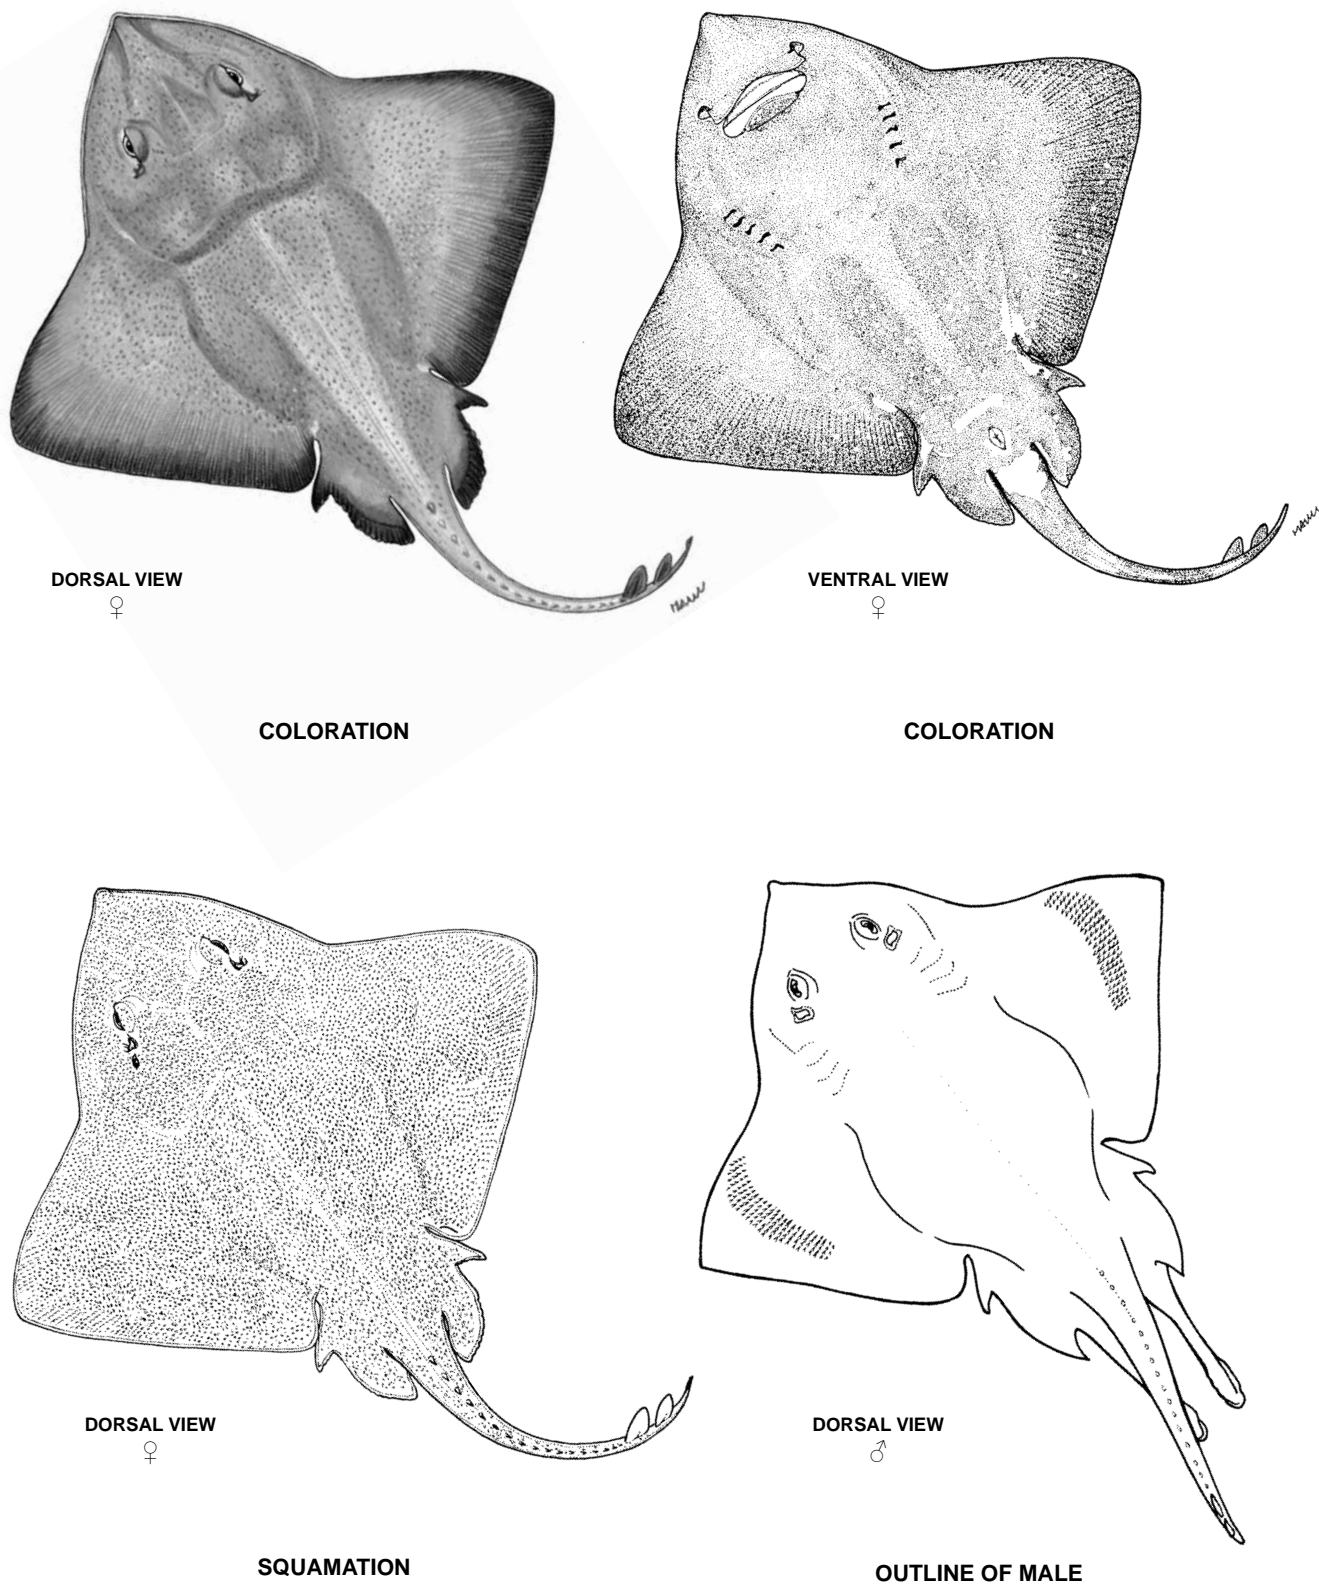 DORSAL VIEW
♀
COLORATION
VENTRAL VIEW
♀
COLORATION
DORSAL VIEW
♀
SQUAMATION
DORSAL VIEW
♂
OUTLINE OF MALE